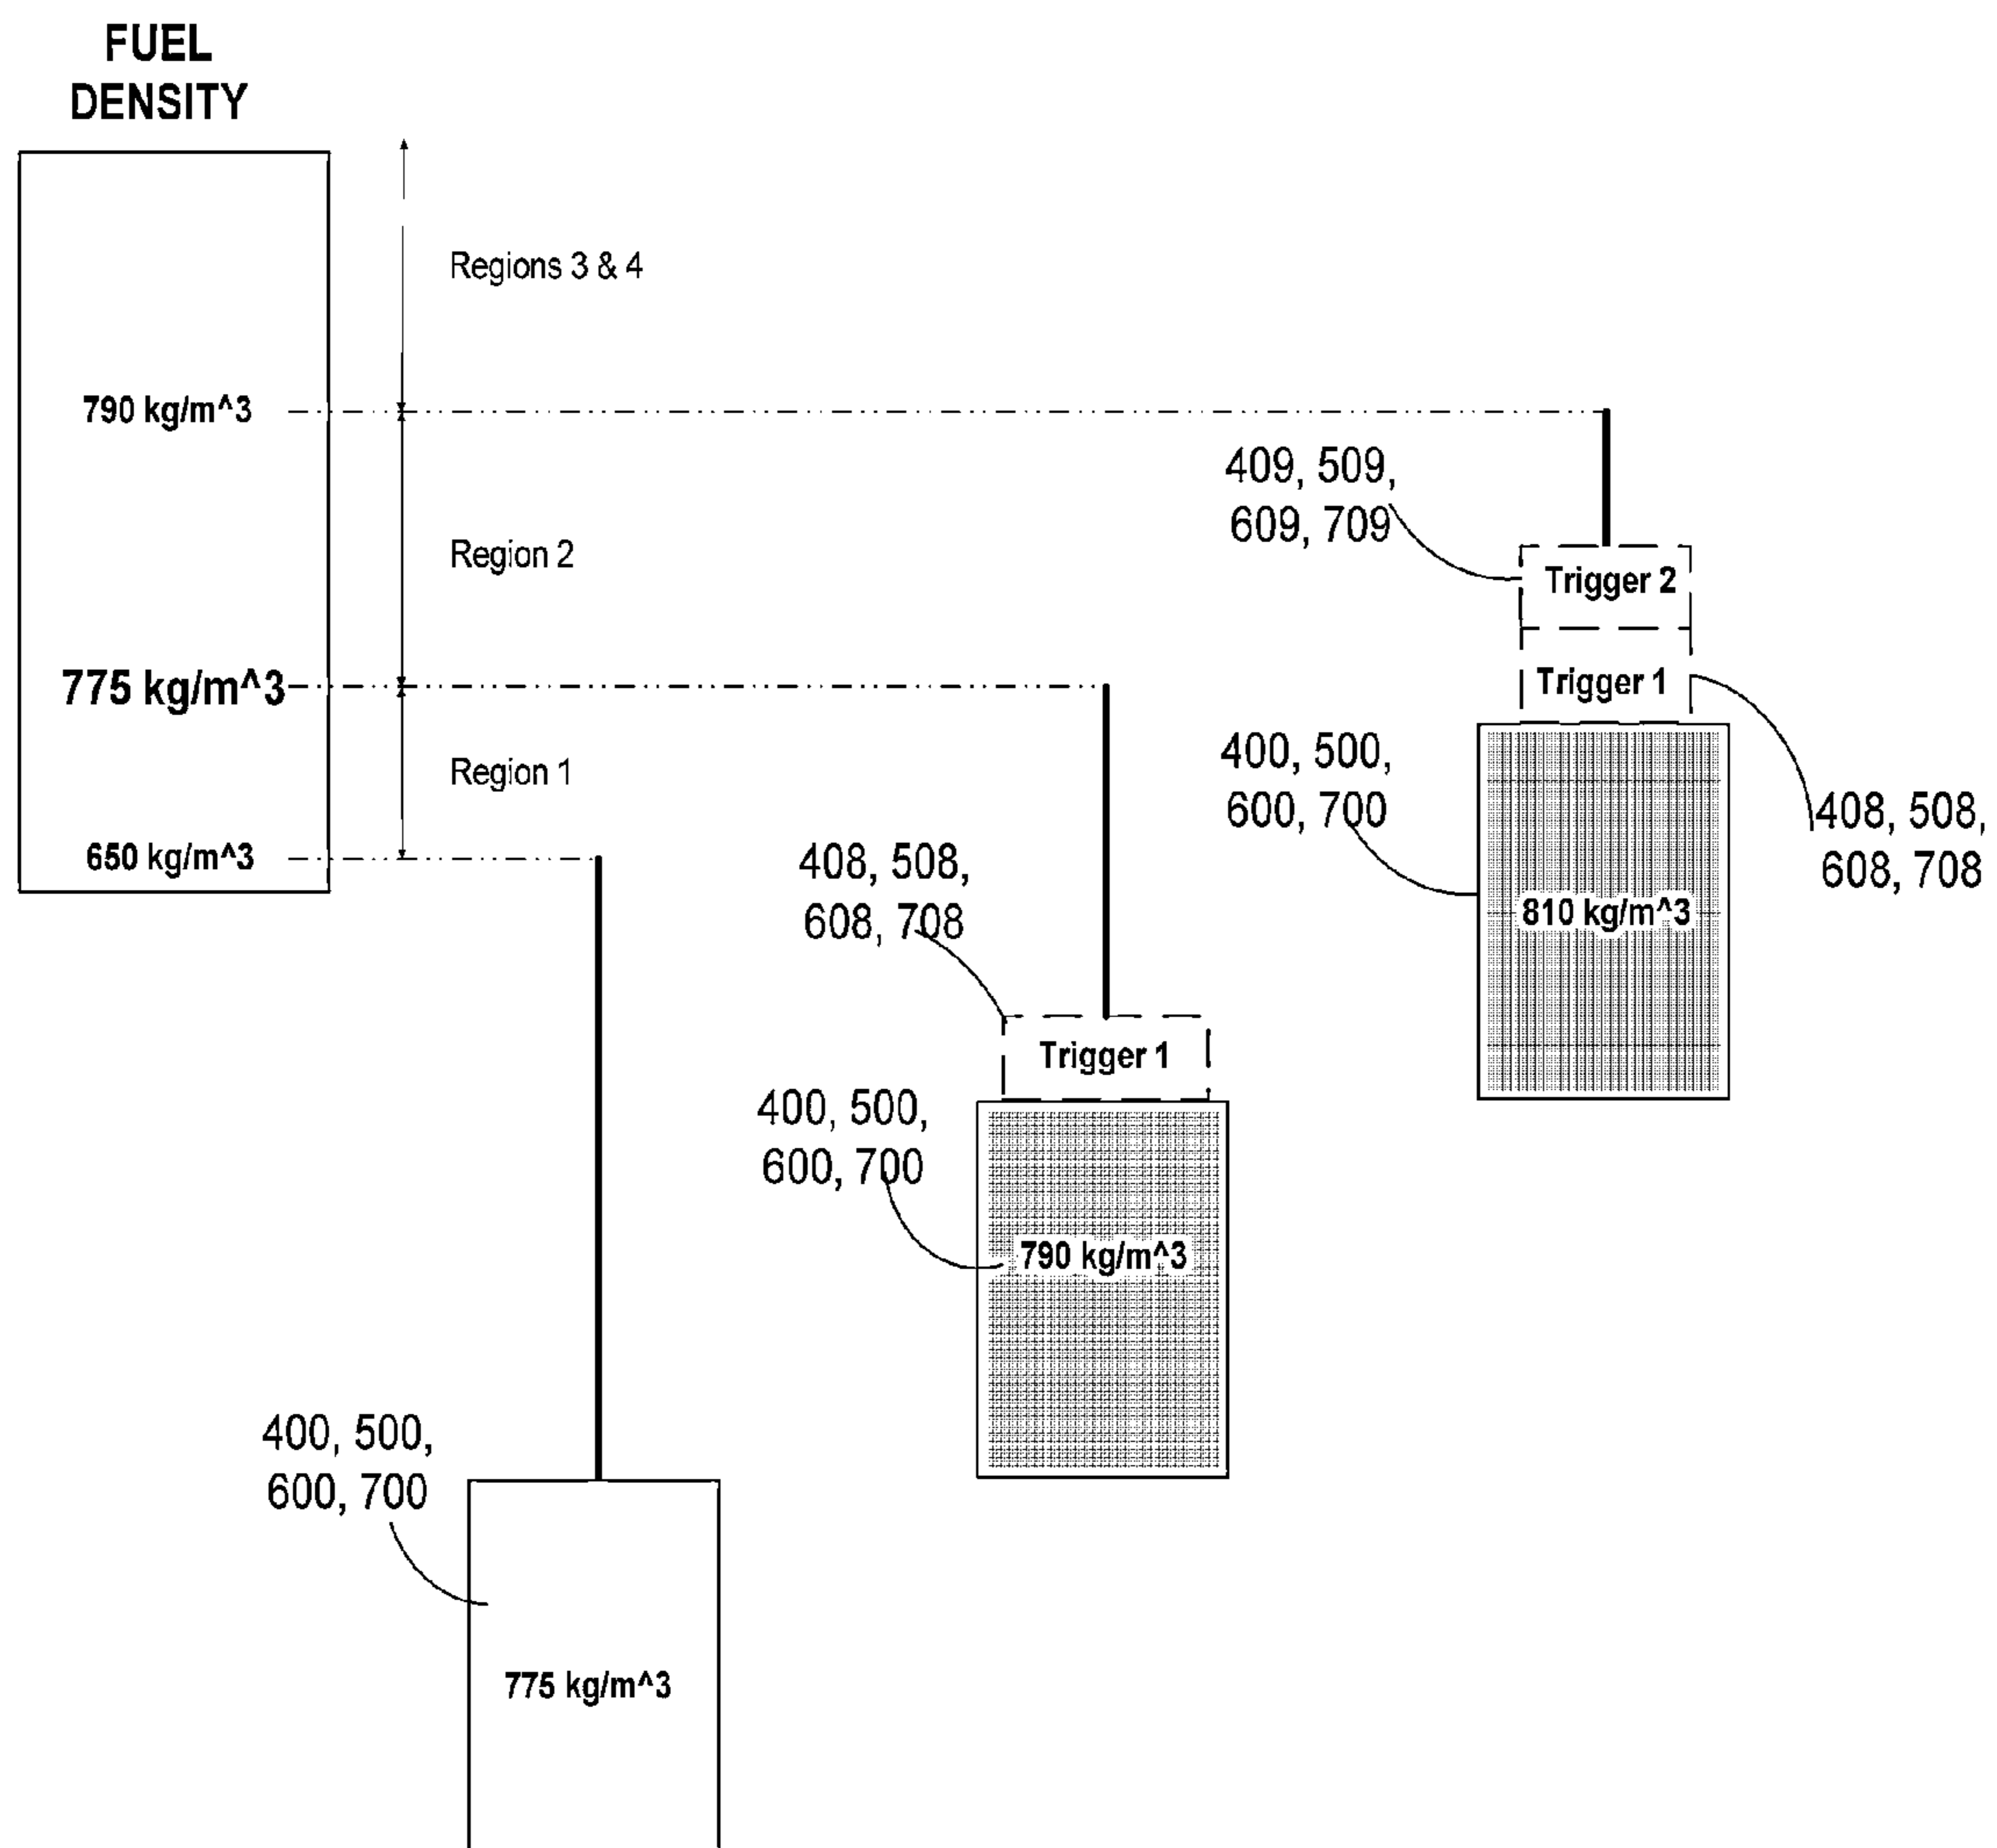 FUEL
DENSITY
Regions 3 & 4
790 kg/m^3
409, 509,
609, 709
Region 2
Trigger 2
775 kg/m^3
Trigger 1
400, 500,
600, 700
Region 1
408, 508,
608, 708
650 kg/m^3
408, 508,
608, 708
810 kg/m^3
Trigger 1
400, 500,
600, 700
790 kg/m^3
400, 500,
600, 700
775 kg/m^3